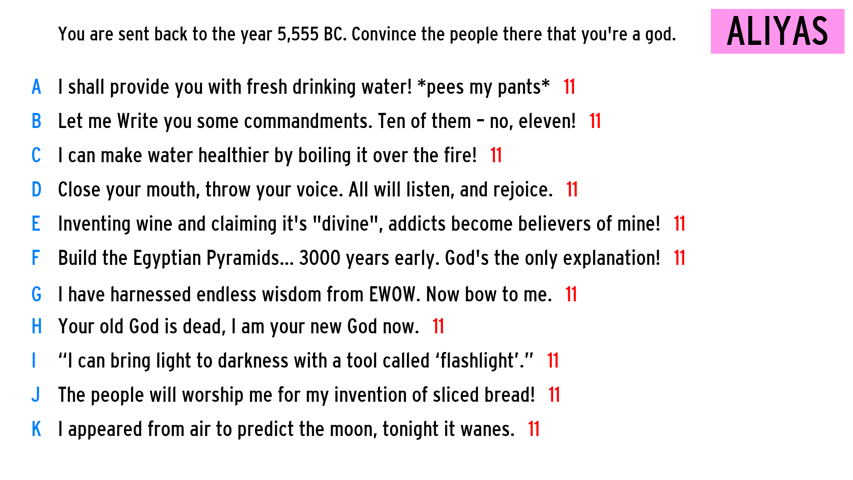 You are sent back to the year 5,555 BC. Convince the people there that you're a god.
ALIYAS
A I shall provide you with fresh drinking water! *pees my pants* 11
B Let me Write you some commandments. Ten of them – no, eleven! 11
C I can make water healthier by boiling it over the fire! 11
D Close your mouth, throw your voice. All will listen, and rejoice. 11
E Inventing wine and claiming it's "divine", addicts become believers of mine! 11
F Build the Egyptian Pyramids... 3000 years early. God's the only explanation! 11
G I have harnessed endless wisdom from EWOW. Now bow to me. 11
H Your old God is dead, I am your new God now. 11
I “I can bring light to darkness with a tool called ‘flashlight’.” 11
J The people will worship me for my invention of sliced bread! 11
K I appeared from air to predict the moon, tonight it wanes. 11